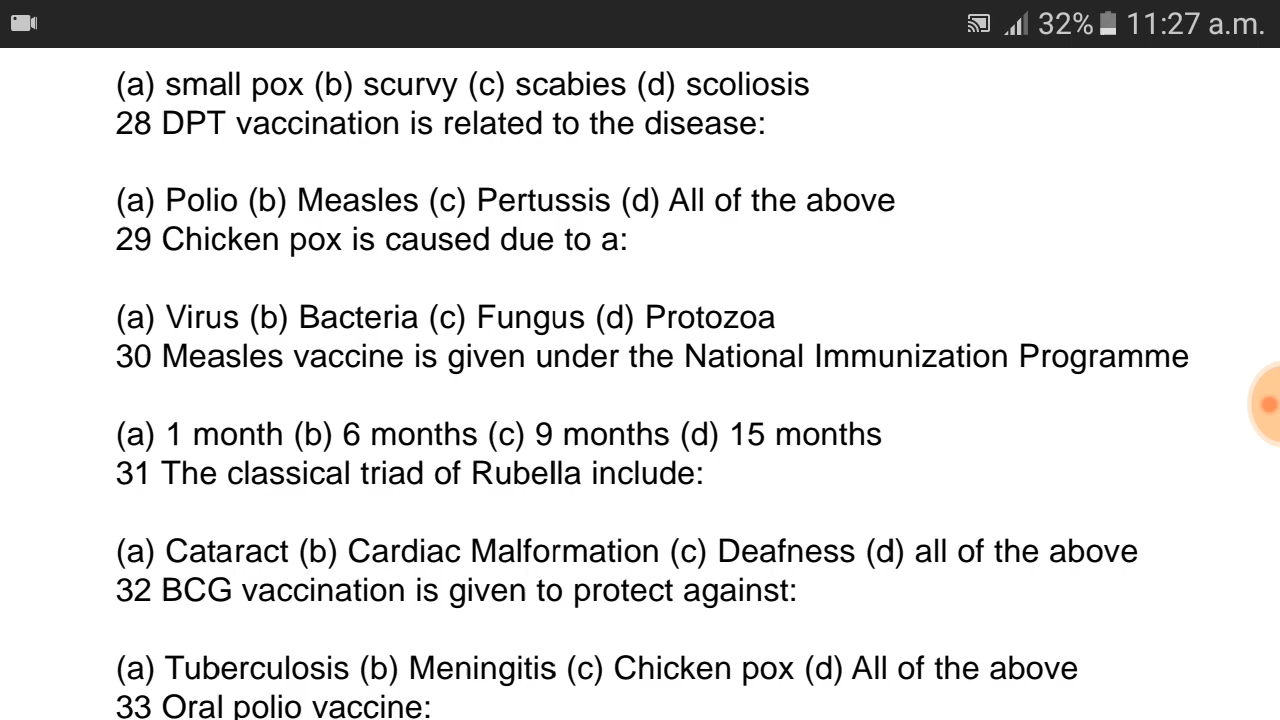 32% 11:27 a.m.
(a) small pox (b) scurvy (c) scabies (d) scoliosis
28 DPT vaccination is related to the disease:
(a) Polio (b) Measles (c) Pertussis (d) All of the above
29 Chicken pox is caused due to a:
(a) Virus (b) Bacteria (c) Fungus (d) Protozoa
30 Measles vaccine is given under the National Immunization Programme
(a) 1 month (b) 6 months (c) 9 months (d) 15 months
31 The classical triad of Rubella include:
(a) Cataract (b) Cardiac Malformation (c) Deafness (d) all of the above
32 BCG vaccination is given to protect against:
(a) Tuberculosis (b) Meningitis (c) Chicken pox (d) All of the above
33 Oral polio vaccine: